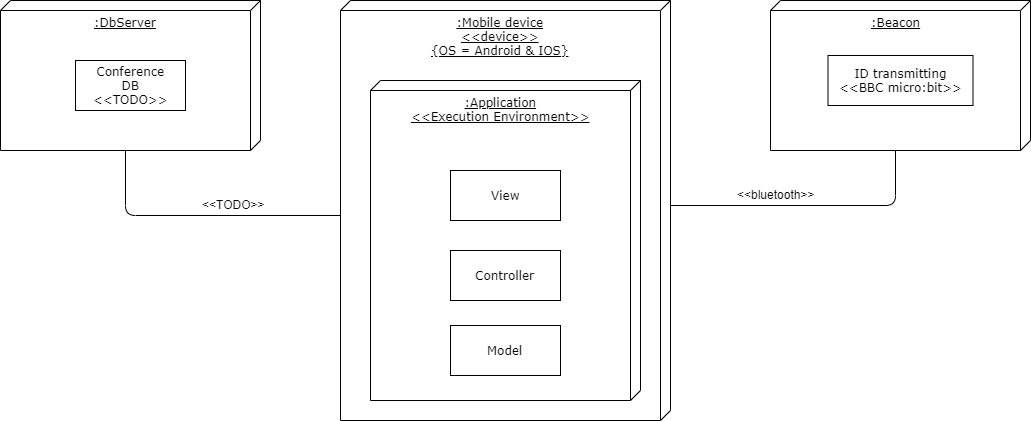 :DbServer
Conference
DB
<<TODO>>
<<TODO>>
:Mobile device
<<device>>
{OS = Android & IOS}
:Application
<<Execution Environment>>
View
Controller
Model
:Beacon
ID transmitting
<<BBC micro:bit>>
<<bluetooth>>